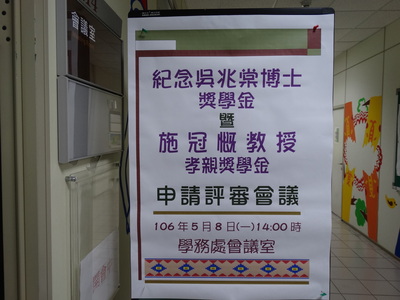 會議室
紀念吳兆棠博士
獎學金
暨
施冠慨教授
孝親獎學金
申請評審會議
106年5月8日(一)14:00時
學務處會議室